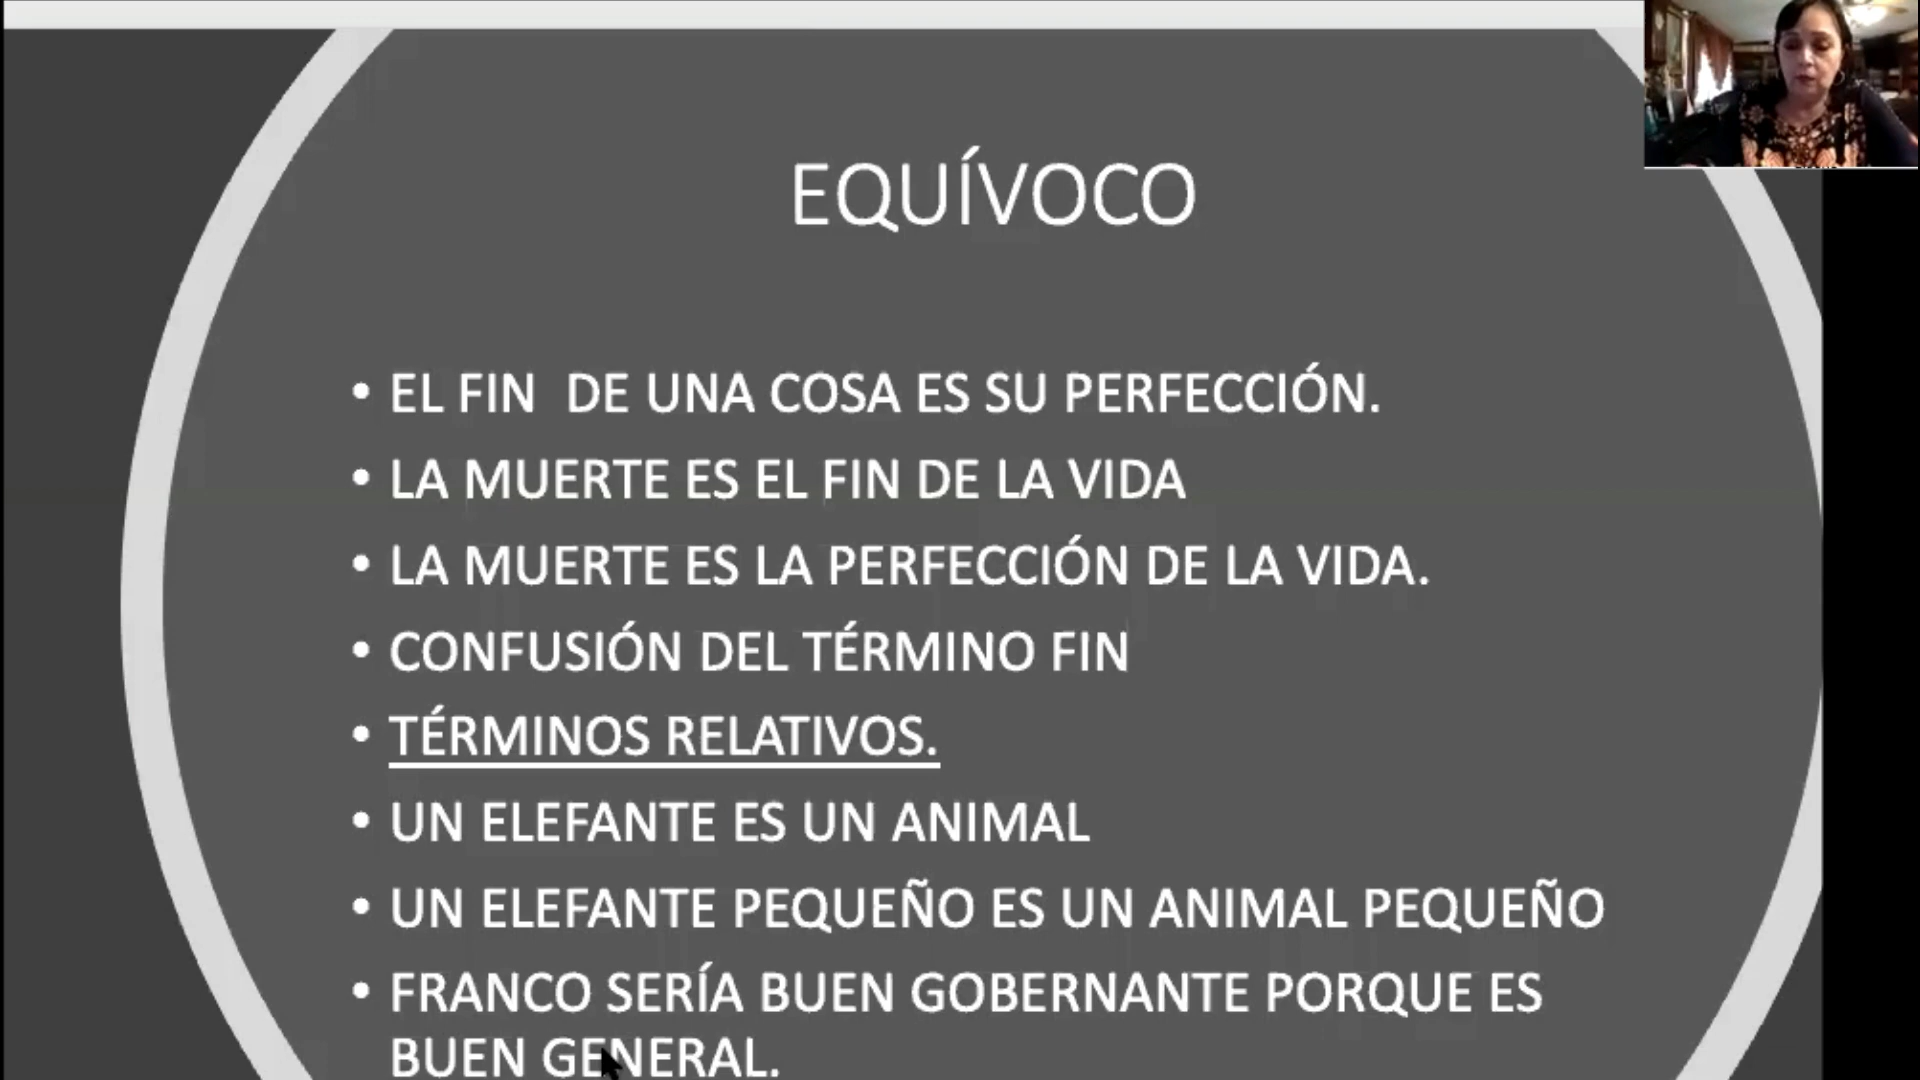 EQUÍVOCO
• EL FIN DE UNA COSA ES SU PERFECCIÓN.
• LA MUERTE ES EL FIN DE LA VIDA
• LA MUERTE ES LA PERFECCIÓN DE LA VIDA.
• CONFUSIÓN DEL TÉRMINO FIN
• TÉRMINOS RELATIVOS.
• UN ELEFANTE ES UN ANIMAL
• UN ELEFANTE PEQUEÑO ES UN ANIMAL PEQUEÑO
• FRANCO SERÍA BUEN GOBERNANTE PORQUE ES
BUEN GENERAL.